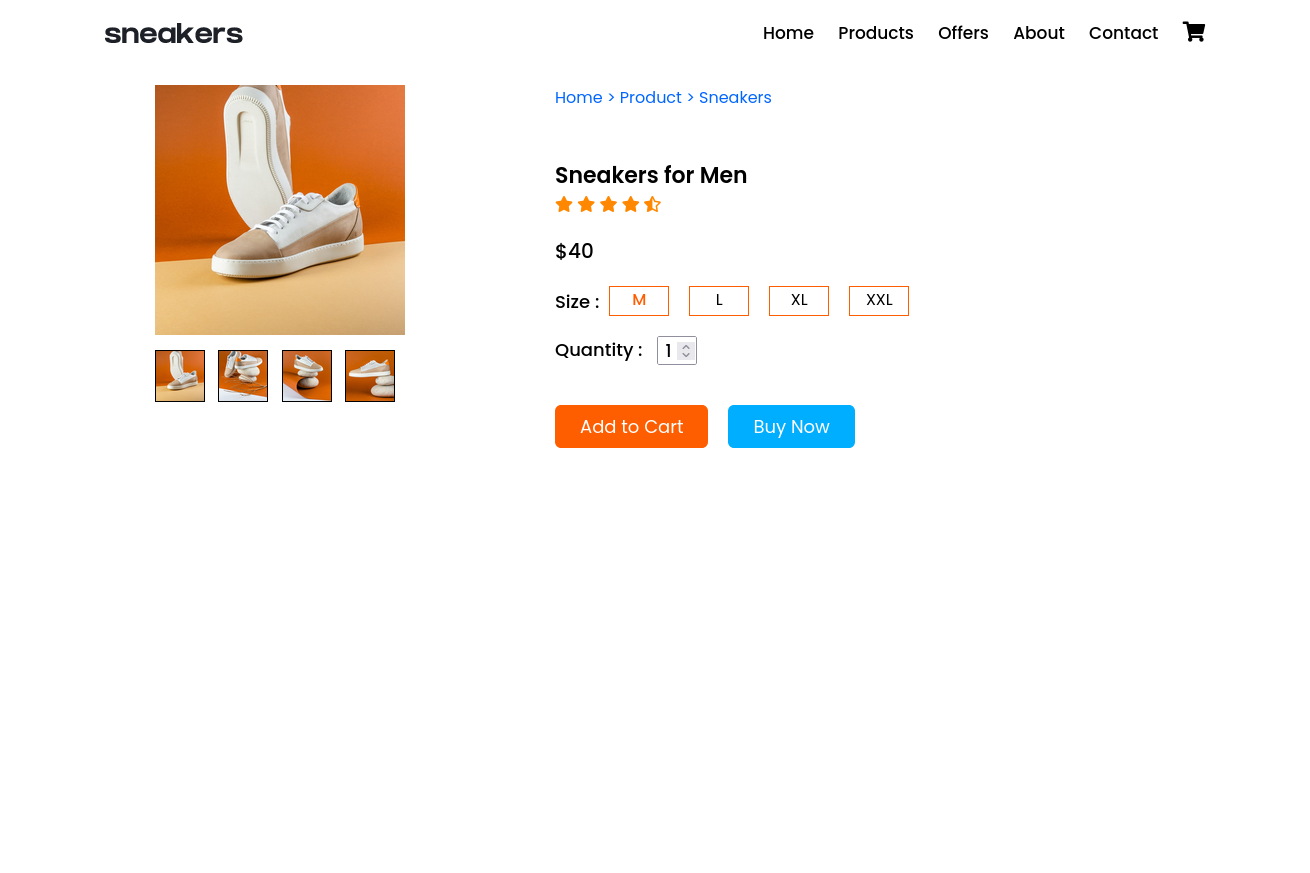 sneakers
Home Products Offers About Contact
Home > Product > Sneakers
Sneakers for Men
$40
Size : M L XL XXL
Quantity : 1
Add to Cart Buy Now